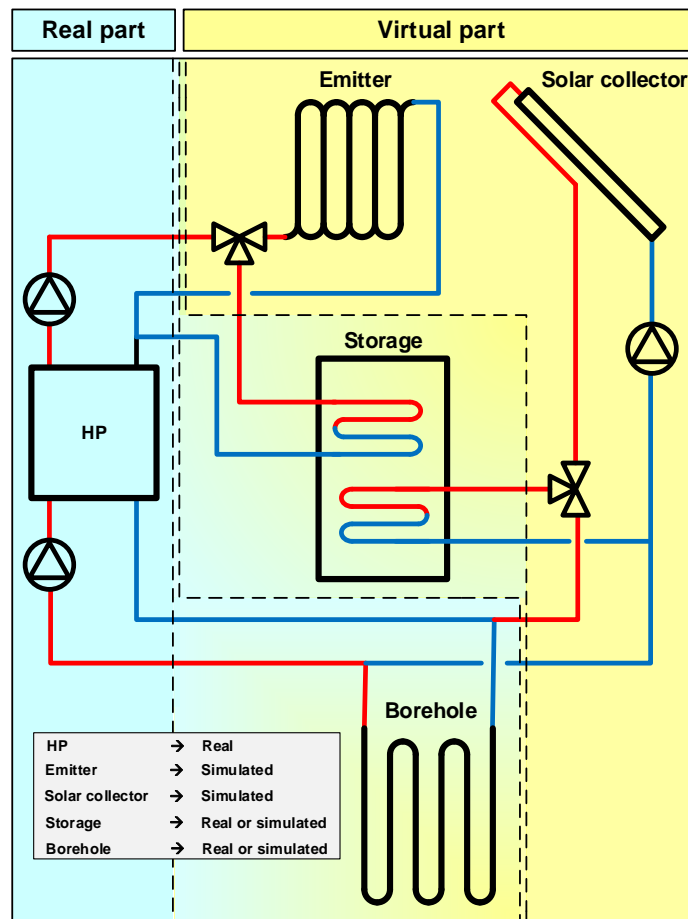 Real part
Virtual part
Emitter
Solar collector
Storage
HP
Borehole
HP → Real
Emitter → Simulated
Solar collector → Simulated
Storage → Real or simulated
Borehole → Real or simulated